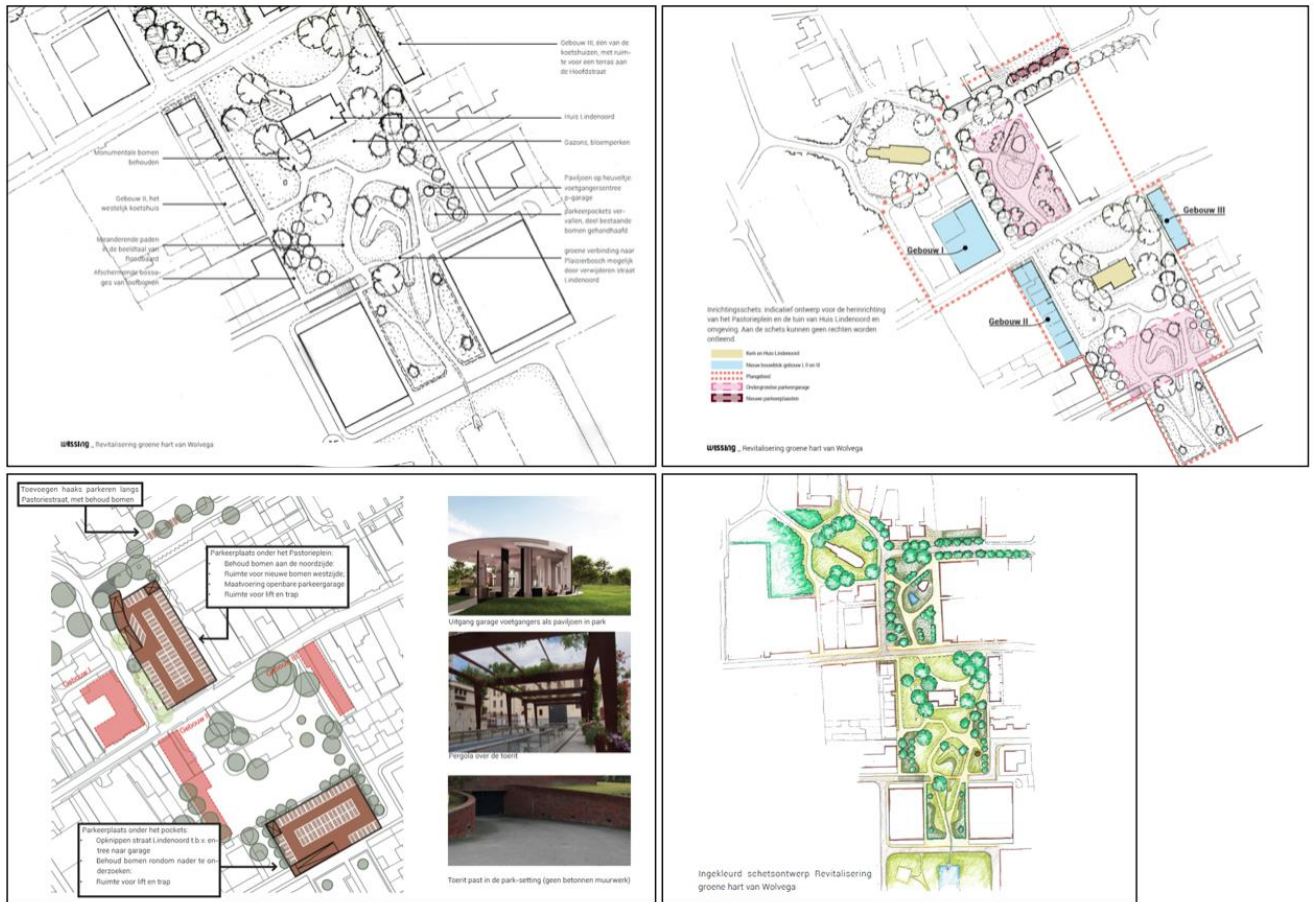 Gebouw III, één van de
koetshuizen, met ruim-
te voor een terras aan
de Hoofdstraat
Huis Lindenoord
Gazons, bloemperken
Monumentale bomen
behouden
Paviljoen op heuveltje:
voetgangersentree
p-garage
Gebouw II, het
westelijk koetshuis
parkeerpockets ver-
vallen, deel bestaande
bomen gehandhaafd
Meanderende paden
in de beeldtaal van
Roodbaard
groene verbinding naar
Pleisierbosch mogelijk
door verwijderen straat
Lindenoord
Afschermende bossa-
ges van loofbomen
wissing _ Revitalisering groene hart van Wolvega
Gebouw III
Gebouw I
Gebouw II
Inrichtingsschets: indicatief ontwerp voor de herinrichting
van het Pastorieplein en de tuin van Huis Lindenoord en
omgeving. Aan de schets kunnen geen rechten worden
ontleend.
Kerk en Huis Lindenoord
Nieuw bouwblok gebouw I, II en III
Plangebied
Ondergrondse parkeergarage
Nieuwe parkeerplaatsen
wissing _ Revitalisering groene hart van Wolvega
Toevoegen haaks parkeren langs
Pastoriestraat, met behoud bomen
Parkeerplaats onder het Pastorieplein:
Behoud bomen aan de noordzijde
Ruimte voor nieuwe bomen westzijde,
Maatvoering openbare parkeergarage
Ruimte voor lift en trap
Gebouw I
Gebouw II
Parkeerplaats onder het pockets:
Opknippen straat Lindenoord t.b.v. en-
tree naar garage
Behoud bomen rondom nader te on-
derzoeken:
Ruimte voor lift en trap
Uitgang garage voetgangers als paviljoen in park
Pergola over de toerit
Toerit past in de park-setting (geen betonnen muurwerk)
Ingekleurd schetsontwerp Revitalisering
groene hart van Wolvega